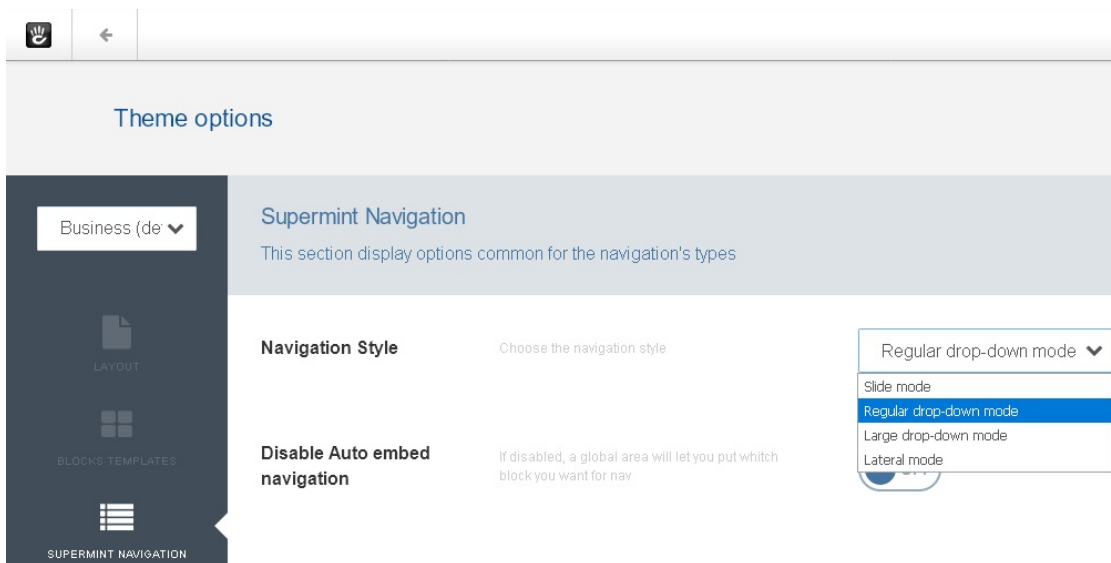 Theme options
Business (de
Supermint Navigation
This section display options common for the navigation's types
LAYOUT
BLOCKS TEMPLATES
SUPERMINT NAVIGATION
Navigation Style
Choose the navigation style
Regular drop-down mode
Slide mode
Regular drop-down mode
Large drop-down mode
Lateral mode
Disable Auto embed
navigation
If disabled, a global area will let you put whitch
block you want for nav